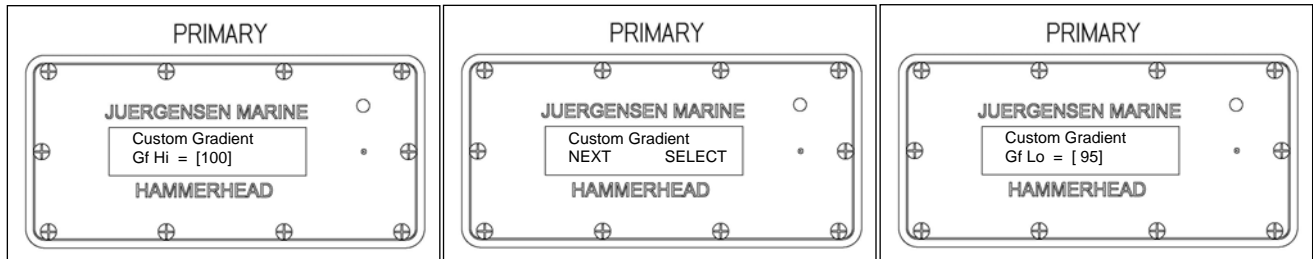 PRIMARY
JUERGENSEN MARINE
Custom Gradient
Gf Hi = [100]
HAMMERHEAD
PRIMARY
JUERGENSEN MARINE
Custom Gradient
NEXT SELECT
HAMMERHEAD
PRIMARY
JUERGENSEN MARINE
Custom Gradient
Gf Lo = [ 95]
HAMMERHEAD